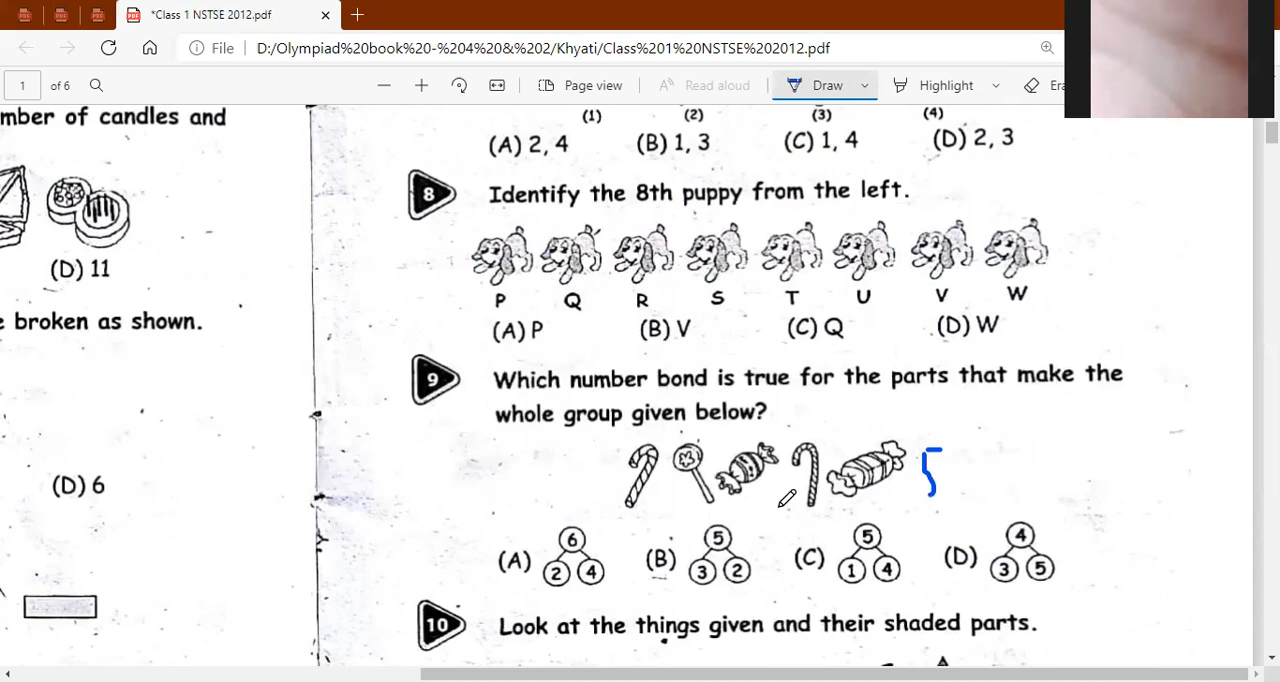 *Class 1 NSTSE 2012.pdf
File D:/Olympiad%20book%20-%204%20&%202/Khyati/Class%201%20NSTSE%202012.pdf
1 of 6 Page view Read aloud Draw Highlight Era
mber of candles and
(D) 11
e broken as shown.
(D) 6
(1) (2) (3) (4)
(A) 2, 4 (B) 1, 3 (C) 1, 4 (D) 2, 3
8 Identify the 8th puppy from the left.
P Q R S T U V W
(A) P (B) V (C) Q (D) W
9 Which number bond is true for the parts that make the
whole group given below?
5
6 5 5 4
(A) 2 4 (B) 3 2 (C) 1 4 (D) 3 5
10 Look at the things given and their shaded parts.